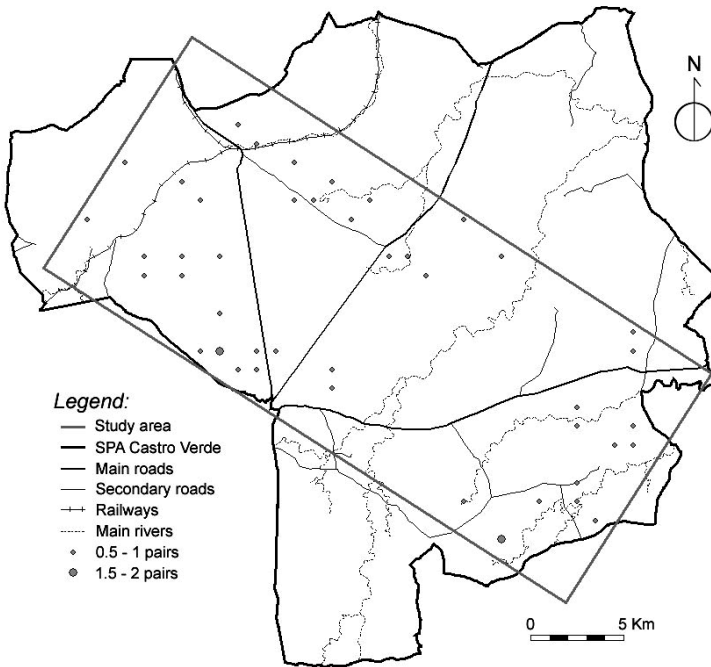 N
Legend:
Study area
SPA Castro Verde
Main roads
Secondary roads
Railways
Main rivers
0.5 - 1 pairs
1.5 - 2 pairs
0 5 Km